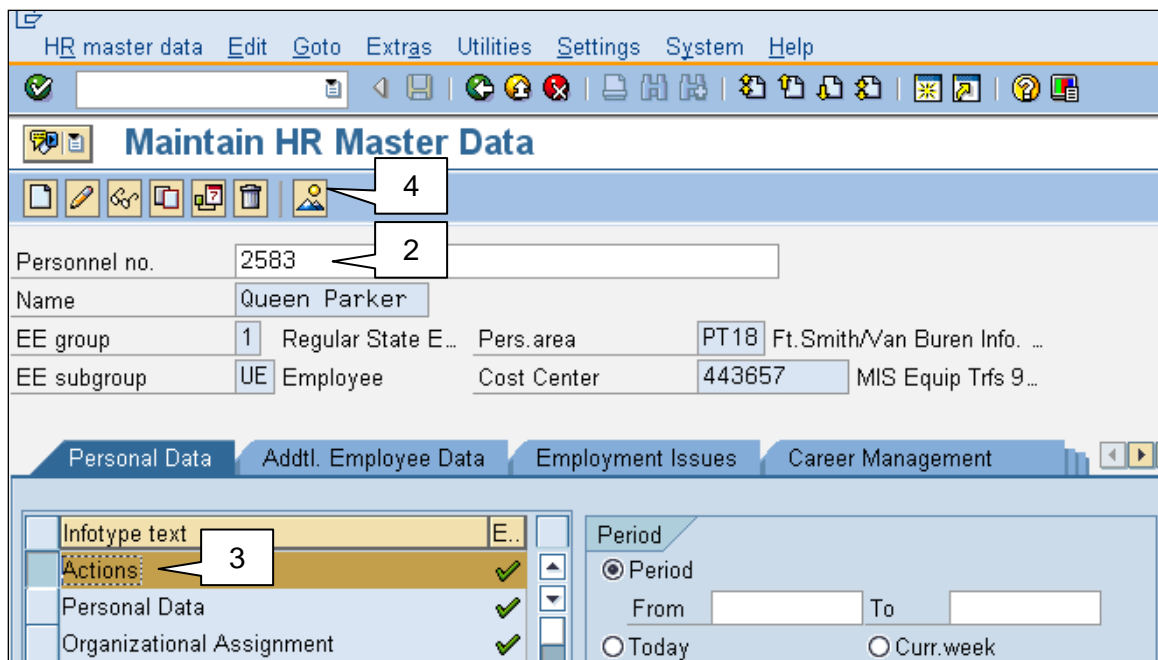 HR master data Edit Goto Extras Utilities Settings System Help
Maintain HR Master Data
4
Personnel no. 2583 2
Name Queen Parker
EE group 1 Regular State E... Pers.area PT18 Ft.Smith/Van Buren Info. ...
EE subgroup UE Employee Cost Center 443657 MIS Equip Trfs 9...
Personal Data Addtl. Employee Data Employment Issues Career Management
Infotype text E.. Period
Actions 3 Period
Personal Data From To
Organizational Assignment Today Curr.week